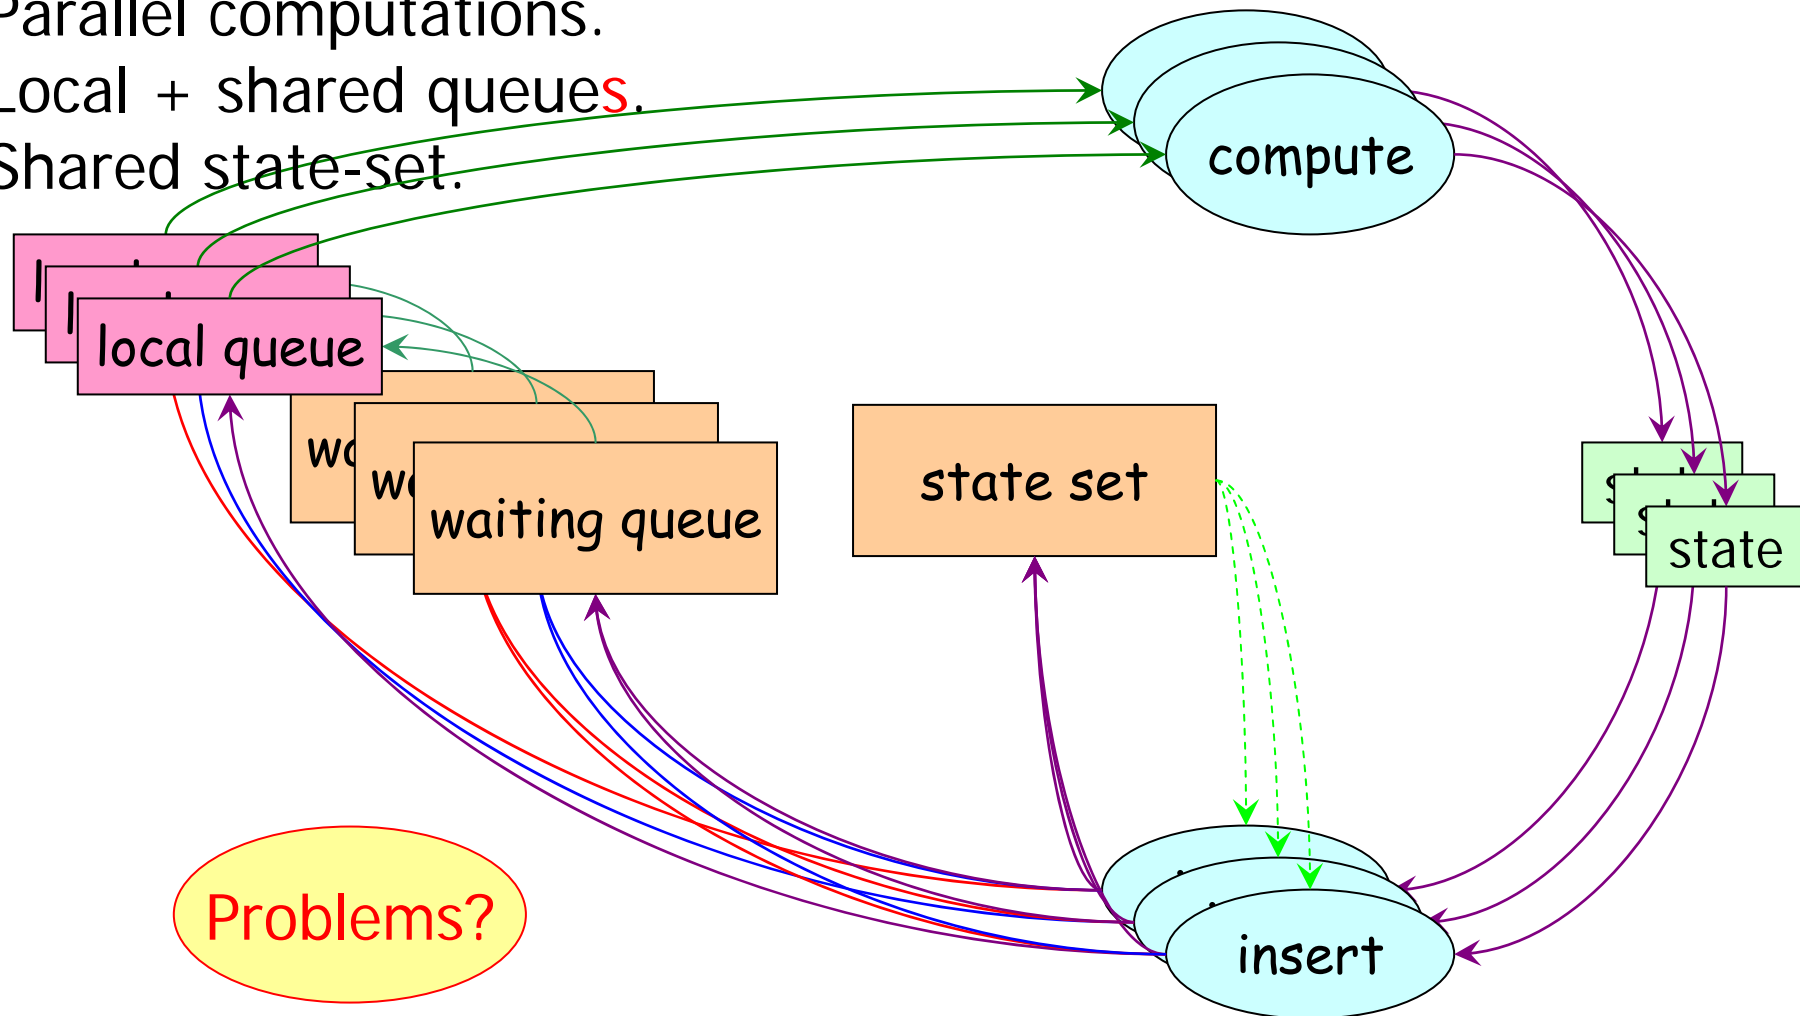 Parallel computations.
Local + shared queues.
Shared state-set.
compute
local queue
waiting queue
state set
state
Problems?
insert